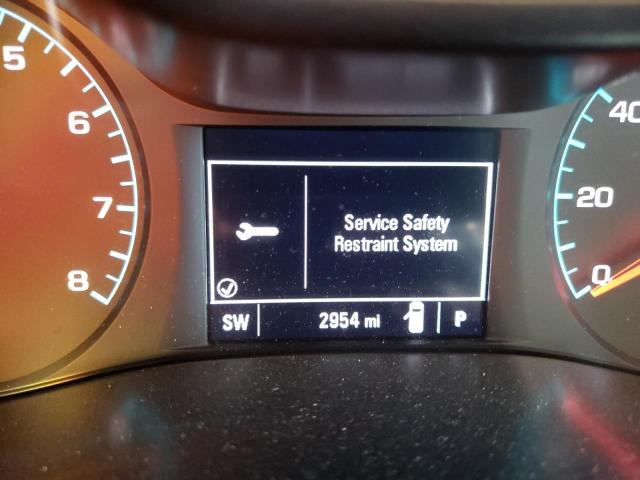 5
6
7
8
Service Safety
Restraint System
SW
2954 mi
P
40
20
0